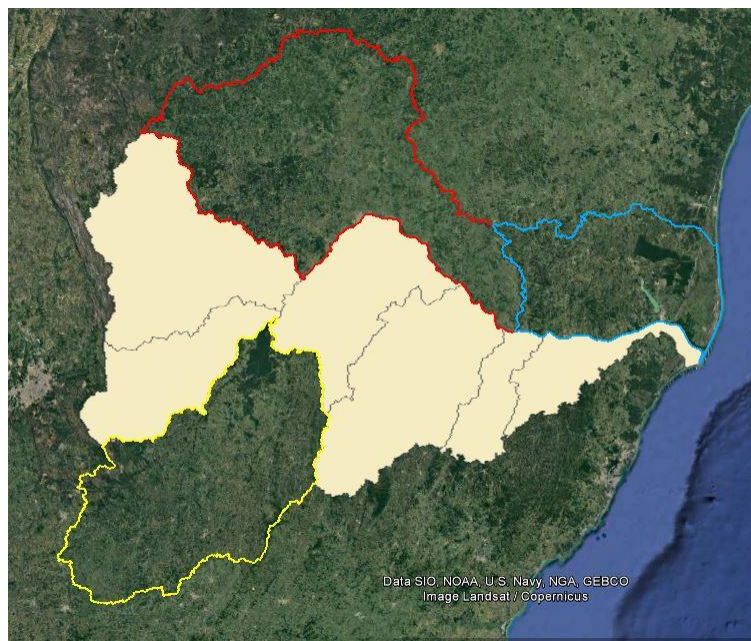 Data SIO, NOAA, U.S. Navy, NGA, GEBCO
Image Landsat / Copernicus